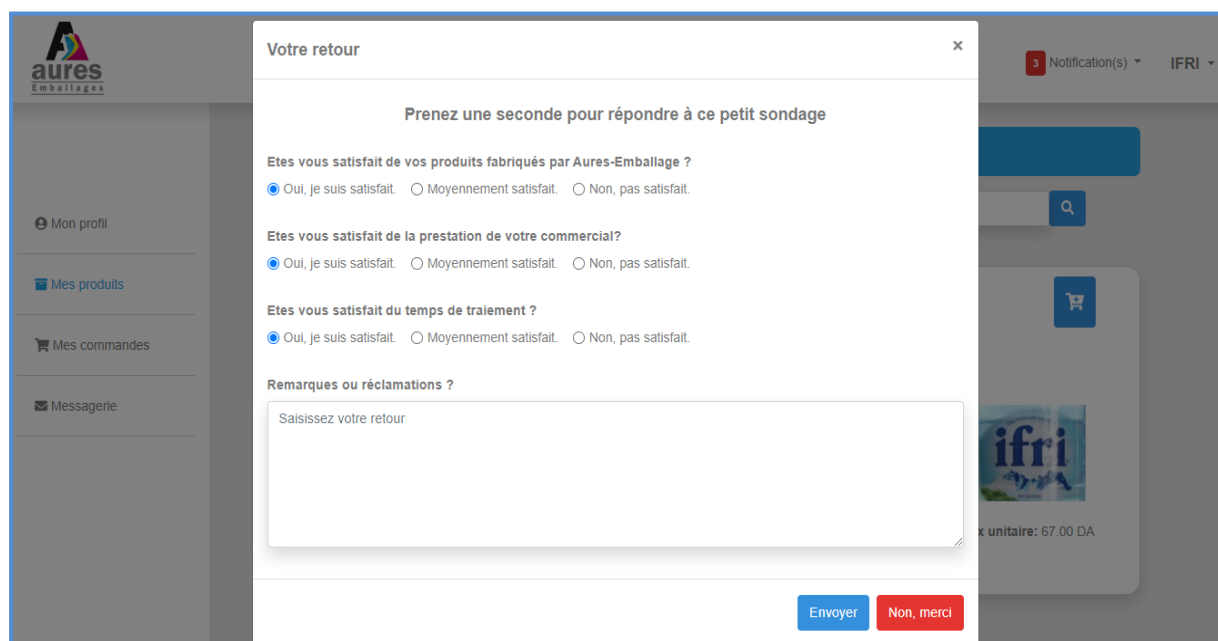 aures
Emballages
Votre retour
×
3 Notification(s)
IFRI
Prenez une seconde pour répondre à ce petit sondage
Etes vous satisfait de vos produits fabriqués par Aures-Emballage ?
Oui, je suis satisfait. Moyennement satisfait. Non, pas satisfait.
Mon profil
Etes vous satisfait de la prestation de votre commercial?
Oui, je suis satisfait. Moyennement satisfait. Non, pas satisfait.
Mes produits
Etes vous satisfait du temps de traiement ?
Oui, je suis satisfait. Moyennement satisfait. Non, pas satisfait.
Mes commandes
Remarques ou réclamations ?
Messagerie
Saisissez votre retour
ifri
unitaire: 67.00 DA
Envoyer Non, merci